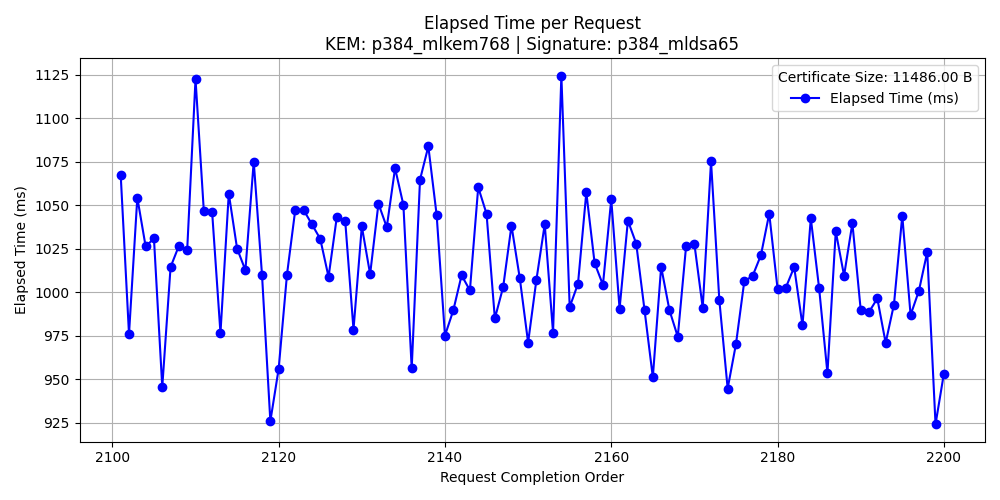 Elapsed Time per Request
KEM: p384_mlkem768 | Signature: p384_mldsa65
Certificate Size: 11486.00 B
Elapsed Time (ms)
Elapsed Time (ms)
1125
1100
1075
1050
1025
1000
975
950
925
2100 2120 2140 2160 2180 2200
Request Completion Order